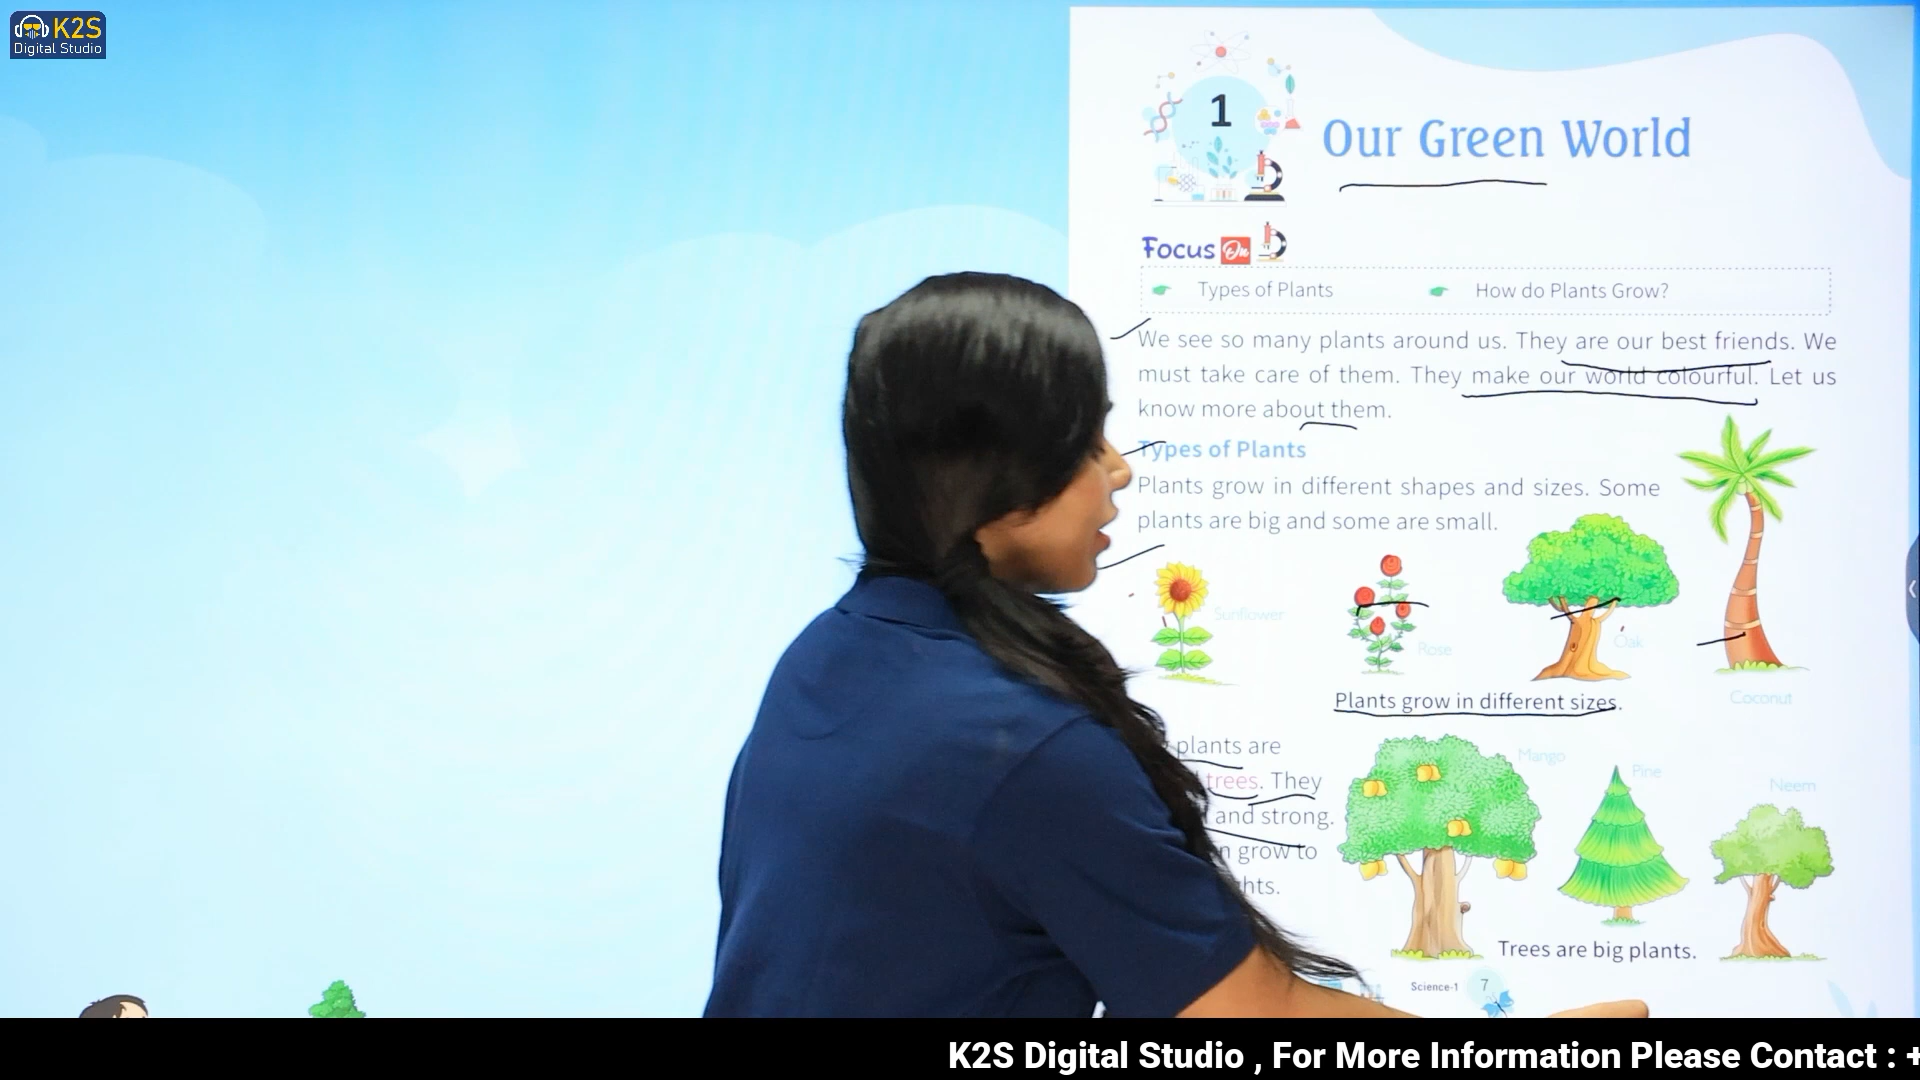 K2S
Digital Studio
1
Our Green World
Focus On
Types of Plants
How do Plants Grow?
We see so many plants around us. They are our best friends. We
must take care of them. They make our world colourful. Let us
know more about them.
Types of Plants
Plants grow in different shapes and sizes. Some
plants are big and some are small.
Sunflower
Rose
Oak
Coconut
Plants grow in different sizes.
plants are
trees. They
and strong.
grow to
Mango
Pine
Neem
Trees are big plants.
Science-1
7
K2S Digital Studio , For More Information Please Contact : +